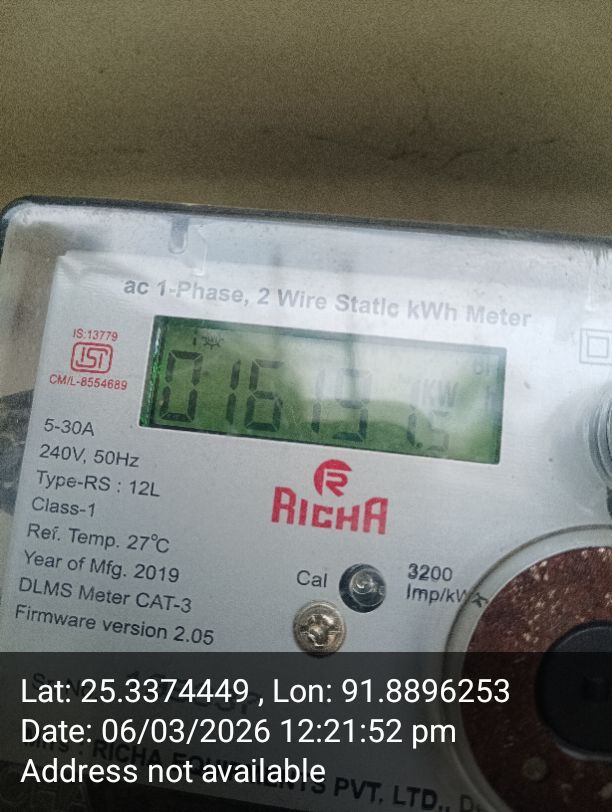 ac 1-Phase, 2 Wire Static kWh Meter
IS:13779
ISI
CM/L-8554689
KW
5-30A
240V, 50Hz
Type-RS : 12L
Class-1
Ref. Temp. 27°C
Year of Mfg. 2019
DLMS Meter CAT-3
Firmware version 2.05
RICHA
Cal
3200
Imp/kW
Lat: 25.3374449 , Lon: 91.8896253
Date: 06/03/2026 12:21:52 pm
Address not available
RICHA EQUIPMENTS PVT. LTD.,